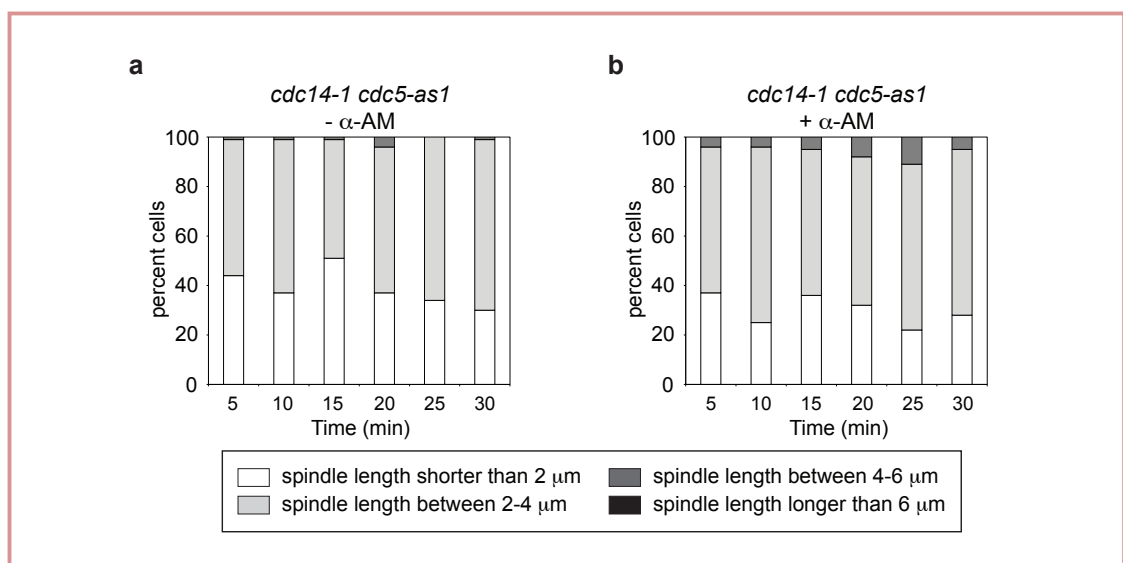 a
cdc14-1 cdc5-as1
- α-AM
100
80
60
40
20
0
percent cells
5 10 15 20 25 30
Time (min)
b
cdc14-1 cdc5-as1
+ α-AM
100
80
60
40
20
0
percent cells
5 10 15 20 25 30
Time (min)
spindle length shorter than 2 μm
spindle length between 2-4 μm
spindle length between 4-6 μm
spindle length longer than 6 μm